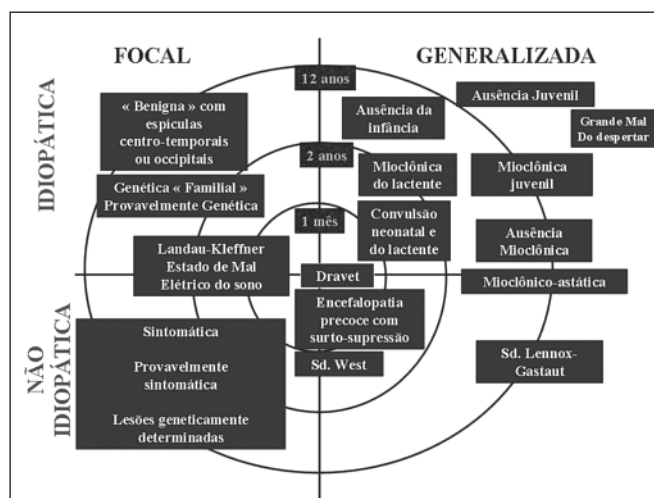 FOCAL
GENERALIZADA
IDIOPÁTICA
NÃO
IDIOPÁTICA
12 anos
2 anos
1 mês
« Benigna » com
espículas
centro-temporais
ou occipitais
Genética « Familial »
Provavelmente Genética
Landau-Kleffner
Estado de Mal
Elétrico do sono
Sintomática
Provavelmente
sintomática
Lesões geneticamente
determinadas
Ausência da
infância
Mioclônica
do lactente
Convulsão
neonatal e
do lactente
Dravet
Encefalopatia
precoce com
surto-supressão
Sd. West
Ausência Juvenil
Grande Mal
Do despertar
Mioclônica
juvenil
Ausência
Mioclônica
Mioclônico-astática
Sd. Lennox-
Gastaut